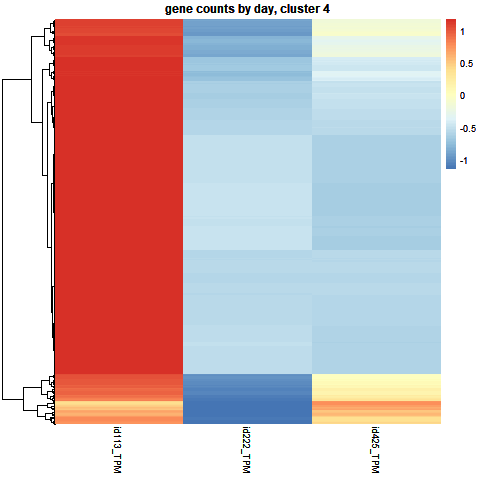 gene counts by day, cluster 4
1
0.5
0
-0.5
-1
id113_TPM
id222_TPM
id425_TPM